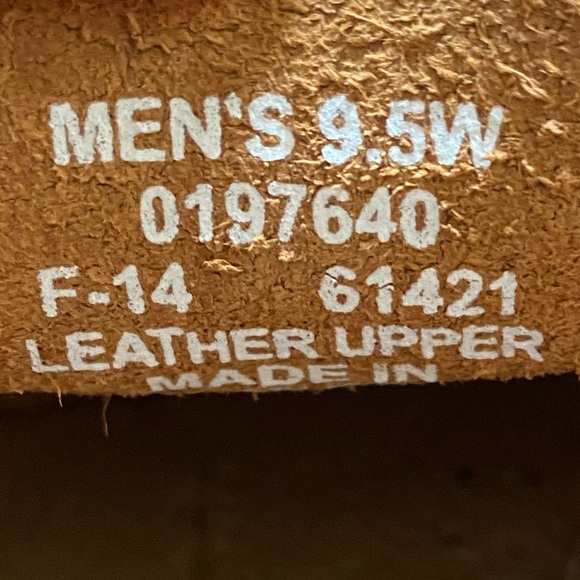 MEN'S 9.5W
0197640
F-14 61421
LEATHER UPPER
MADE IN